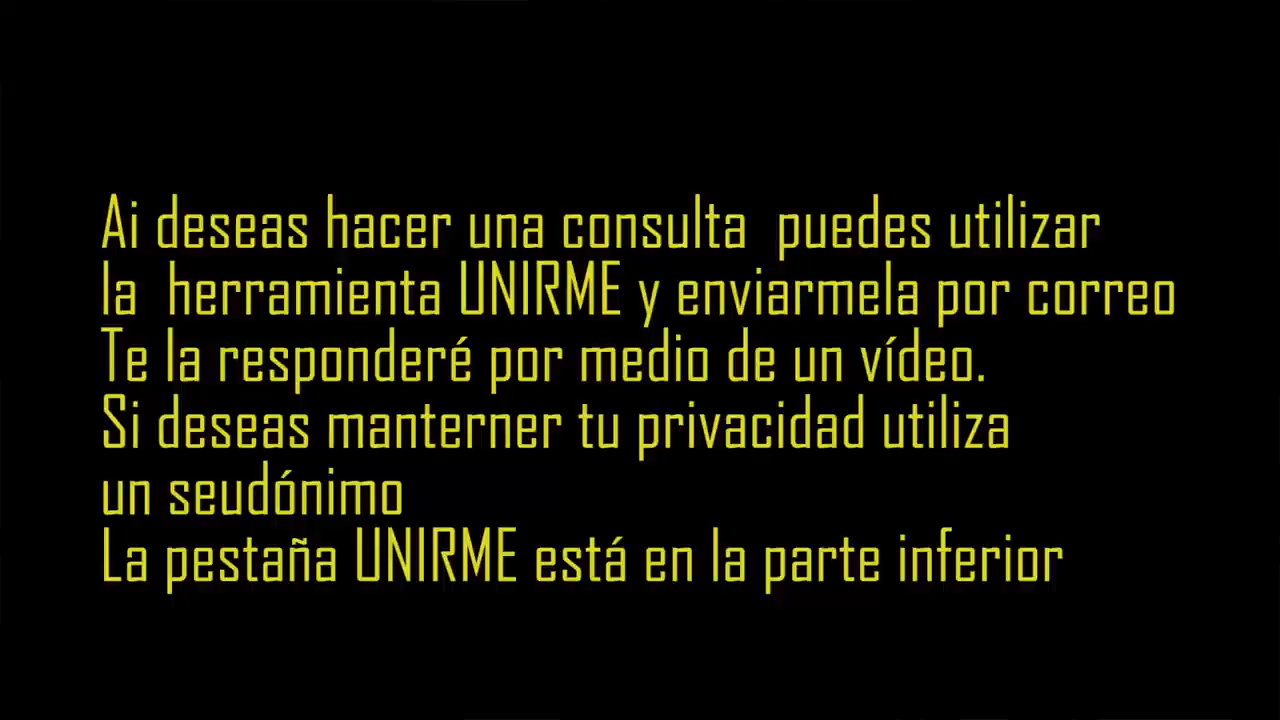 Ai deseas hacer una consulta puedes utilizar
la herramienta UNIRME y enviarmela por correo
Te la responderé por medio de un vídeo.
Si deseas manterner tu privacidad utiliza
un seudónimo
La pestaña UNIRME está en la parte inferior